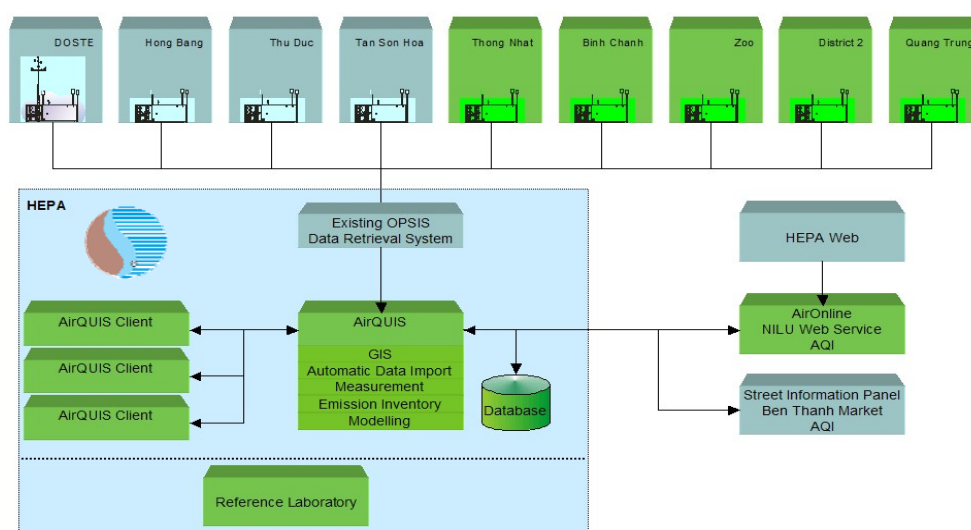 DOSTE
Hong Bang
Thu Duc
Tan Son Hoa
Thong Nhat
Binh Chanh
Zoo
District 2
Quang Trung
HEPA
Existing OPSIS
Data Retrieval System
HEPA Web
AirQUIS Client
AirQUIS Client
AirQUIS Client
AirQUIS
GIS
Automatic Data Import
Measurement
Emission Inventory
Modelling
Database
AirOnline
NILU Web Service
AQI
Street Information Panel
Ben Thanh Market
AQI
Reference Laboratory